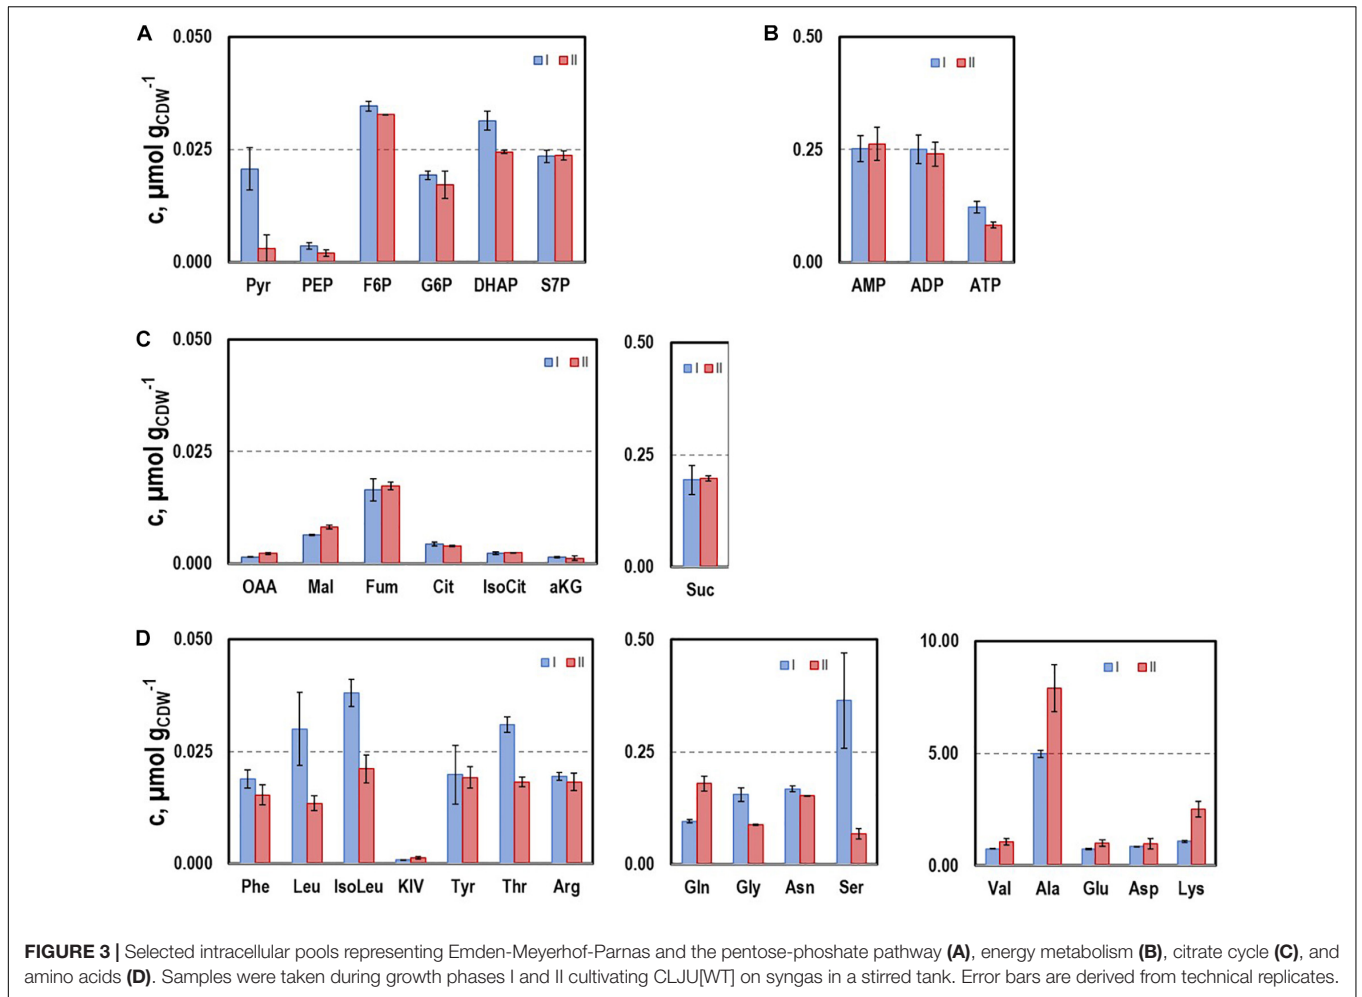 A
0.050
0.025
0.000
c, µmol gCDW-1
I II
Pyr PEP F6P G6P DHAP S7P
B
0.50
0.25
0.00
I II
AMP ADP ATP
C
0.050
0.025
0.000
c, µmol gCDW-1
I II
OAA Mal Fum Cit IsoCit aKG
0.50
0.25
0.00
I II
Suc
D
0.050
0.025
0.000
c, µmol gCDW-1
I II
Phe Leu IsoLeu KIV Tyr Thr Arg
0.50
0.25
0.00
I II
Gln Gly Asn Ser
10.00
5.00
0.00
I II
Val Ala Glu Asp Lys
FIGURE 3 | Selected intracellular pools representing Emden-Meyerhof-Parnas and the pentose-phoshate pathway (A), energy metabolism (B), citrate cycle (C), and
amino acids (D). Samples were taken during growth phases I and II cultivating CLJU[WT] on syngas in a stirred tank. Error bars are derived from technical replicates.